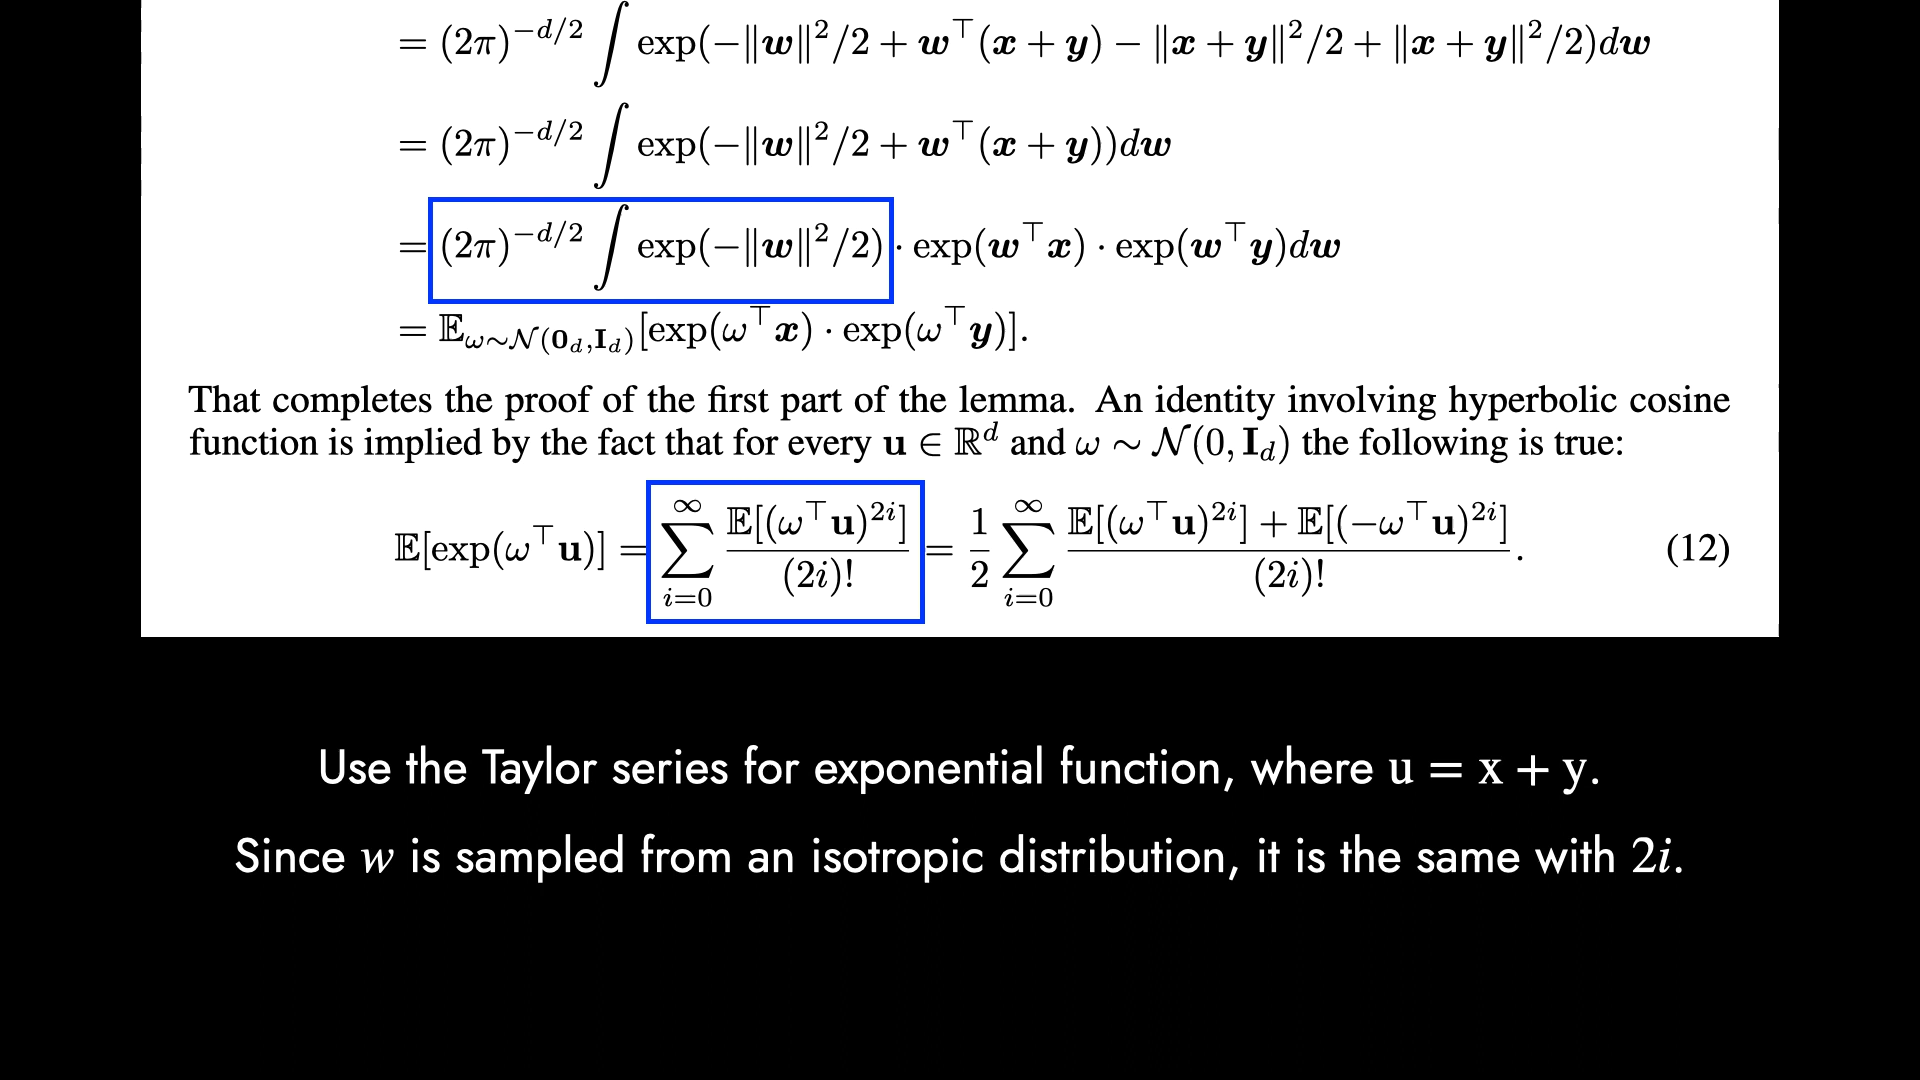 = (2π)^{-d/2} ∫ exp(−‖w‖²/2 + w^⊤(x + y) − ‖x + y‖²/2 + ‖x + y‖²/2)dw
= (2π)^{-d/2} ∫ exp(−‖w‖²/2 + w^⊤(x + y))dw
= (2π)^{-d/2} ∫ exp(−‖w‖²/2) · exp(w^⊤x) · exp(w^⊤y)dw
= 𝔼_{ω∼𝒩(0_d,I_d)}[exp(ω^⊤x) · exp(ω^⊤y)].
That completes the proof of the first part of the lemma. An identity involving hyperbolic cosine
function is implied by the fact that for every u ∈ ℝ^d and ω ∼ 𝒩(0, I_d) the following is true:
𝔼[exp(ω^⊤u)] = ∑_{i=0}^{∞} 𝔼[(ω^⊤u)^{2i}] / (2i)! = 1/2 ∑_{i=0}^{∞} (𝔼[(ω^⊤u)^{2i}] + 𝔼[(−ω^⊤u)^{2i}]) / (2i)!. (12)
Use the Taylor series for exponential function, where u = x + y.
Since w is sampled from an isotropic distribution, it is the same with 2i.